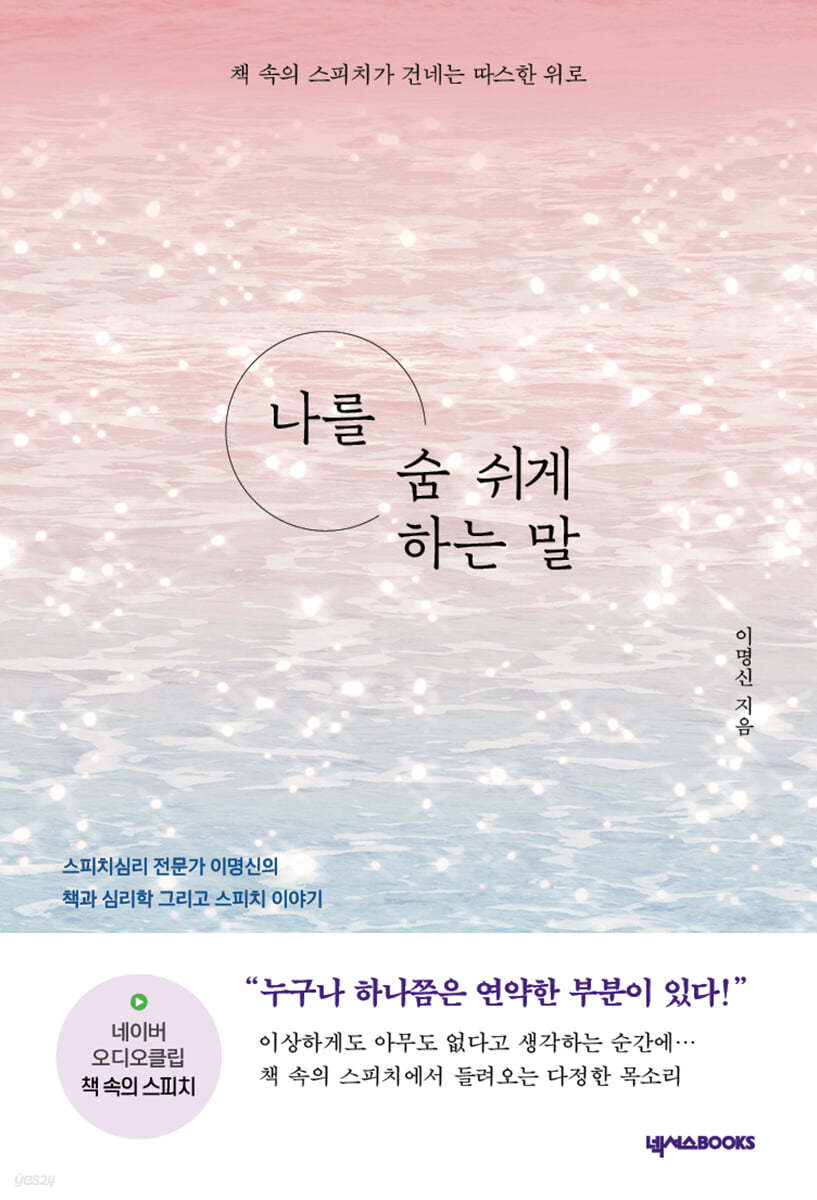 책 속의 스피치가 건네는 따스한 위로
나를
숨 쉬게
하는 말
이명신 지음
스피치심리 전문가 이명신의
책과 심리학 그리고 스피치 이야기
네이버
오디오클립
책 속의 스피치
“누구나 하나쯤은 연약한 부분이 있다!”
이상하게도 아무도 없다고 생각하는 순간에…
책 속의 스피치에서 들려오는 다정한 목소리
넥서스BOOKS
yes24